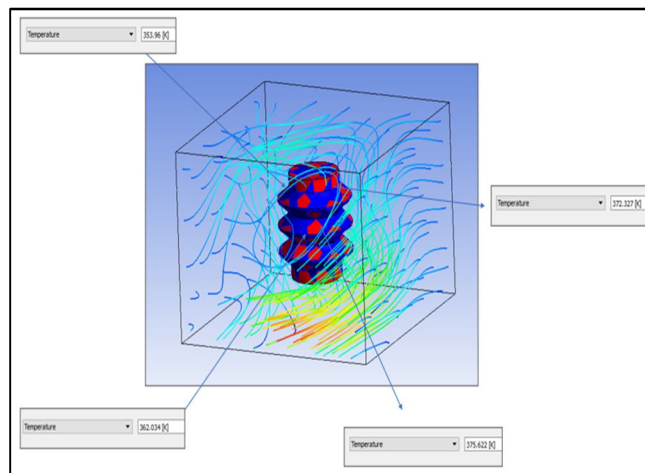 Temperature 353.96 [K]
Temperature 372.327 [K]
Temperature 362.034 [K]
Temperature 375.622 [K]